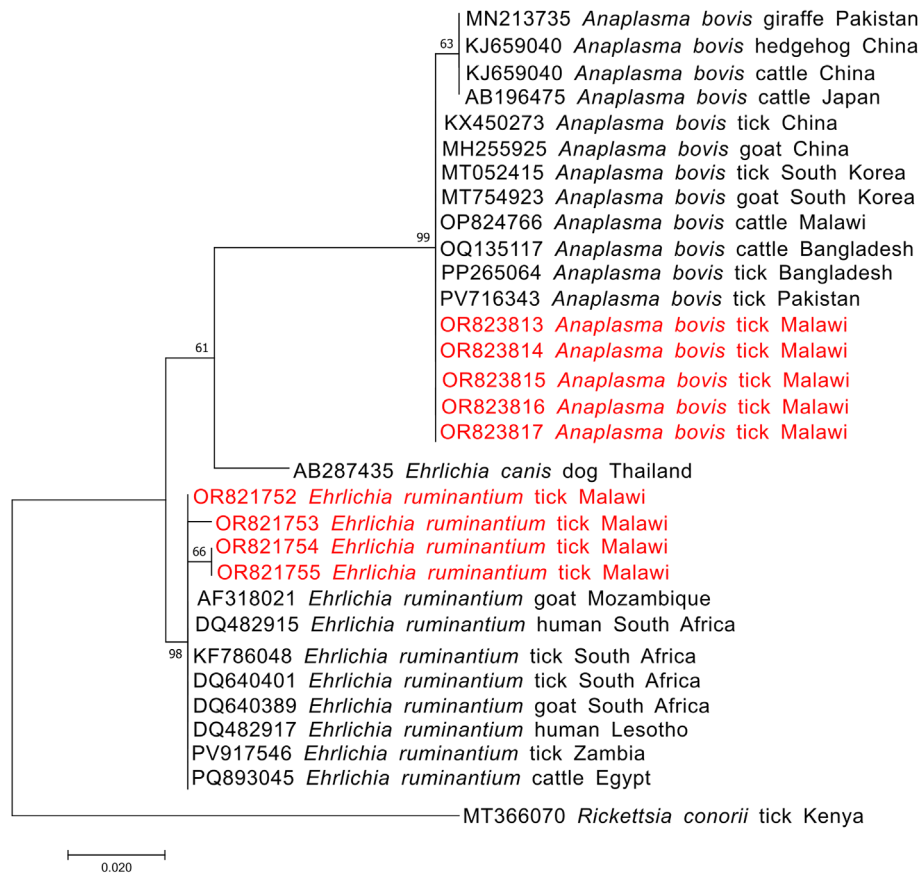 MN213735 Anaplasma bovis giraffe Pakistan
63
KJ659040 Anaplasma bovis hedgehog China
KJ659040 Anaplasma bovis cattle China
AB196475 Anaplasma bovis cattle Japan
KX450273 Anaplasma bovis tick China
MH255925 Anaplasma bovis goat China
MT052415 Anaplasma bovis tick South Korea
MT754923 Anaplasma bovis goat South Korea
OP824766 Anaplasma bovis cattle Malawi
99
OQ135117 Anaplasma bovis cattle Bangladesh
PP265064 Anaplasma bovis tick Bangladesh
PV716343 Anaplasma bovis tick Pakistan
OR823813 Anaplasma bovis tick Malawi
61
OR823814 Anaplasma bovis tick Malawi
OR823815 Anaplasma bovis tick Malawi
OR823816 Anaplasma bovis tick Malawi
OR823817 Anaplasma bovis tick Malawi
AB287435 Ehrlichia canis dog Thailand
OR821752 Ehrlichia ruminantium tick Malawi
OR821753 Ehrlichia ruminantium tick Malawi
66
OR821754 Ehrlichia ruminantium tick Malawi
OR821755 Ehrlichia ruminantium tick Malawi
AF318021 Ehrlichia ruminantium goat Mozambique
DQ482915 Ehrlichia ruminantium human South Africa
98
KF786048 Ehrlichia ruminantium tick South Africa
DQ640401 Ehrlichia ruminantium tick South Africa
DQ640389 Ehrlichia ruminantium goat South Africa
DQ482917 Ehrlichia ruminantium human Lesotho
PV917546 Ehrlichia ruminantium tick Zambia
PQ893045 Ehrlichia ruminantium cattle Egypt
MT366070 Rickettsia conorii tick Kenya
0.020